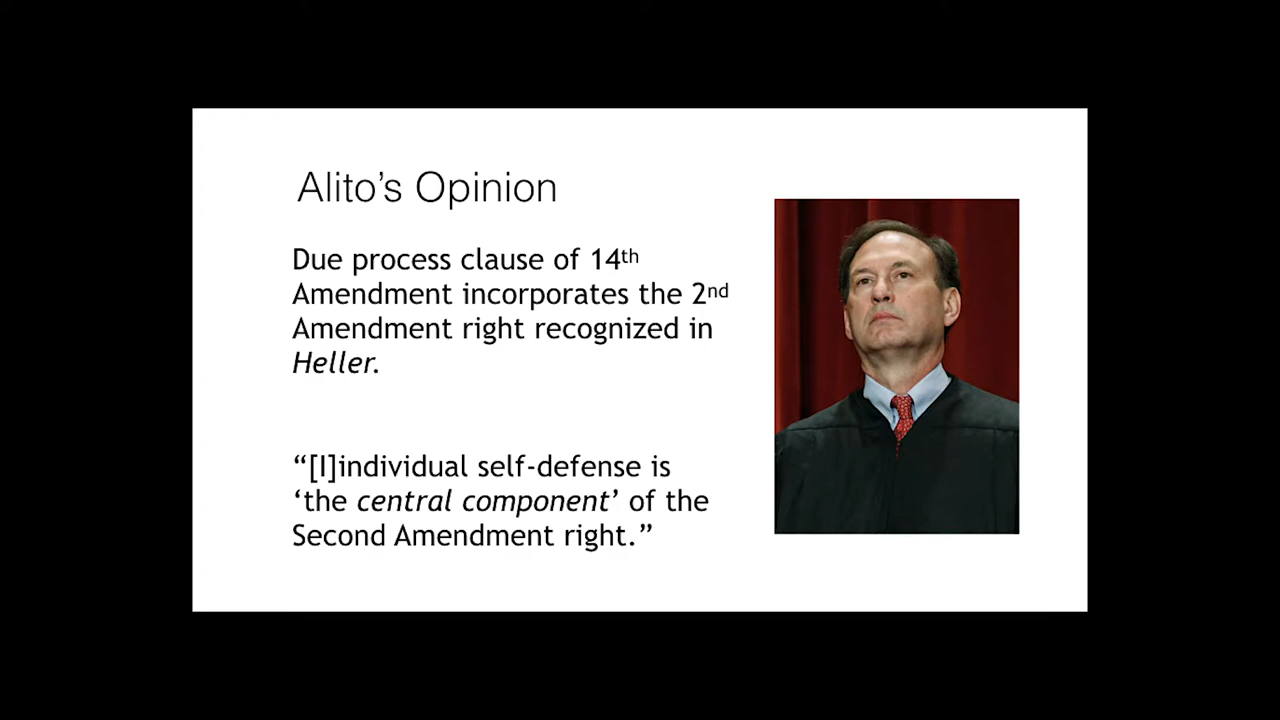 Alito’s Opinion
Due process clause of 14th
Amendment incorporates the 2nd
Amendment right recognized in
Heller.
“[I]individual self-defense is
‘the central component’ of the
Second Amendment right.”